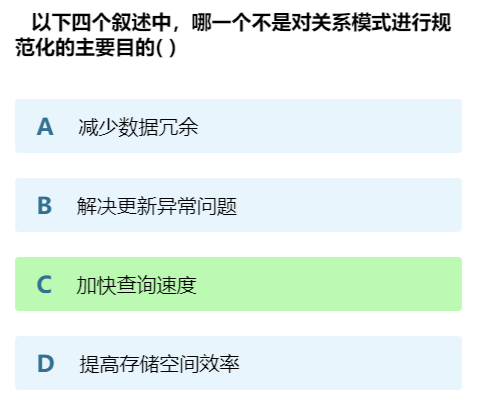 以下四个叙述中，哪一个不是对关系模式进行规
范化的主要目的( )
A 减少数据冗余
B 解决更新异常问题
C 加快查询速度
D 提高存储空间效率